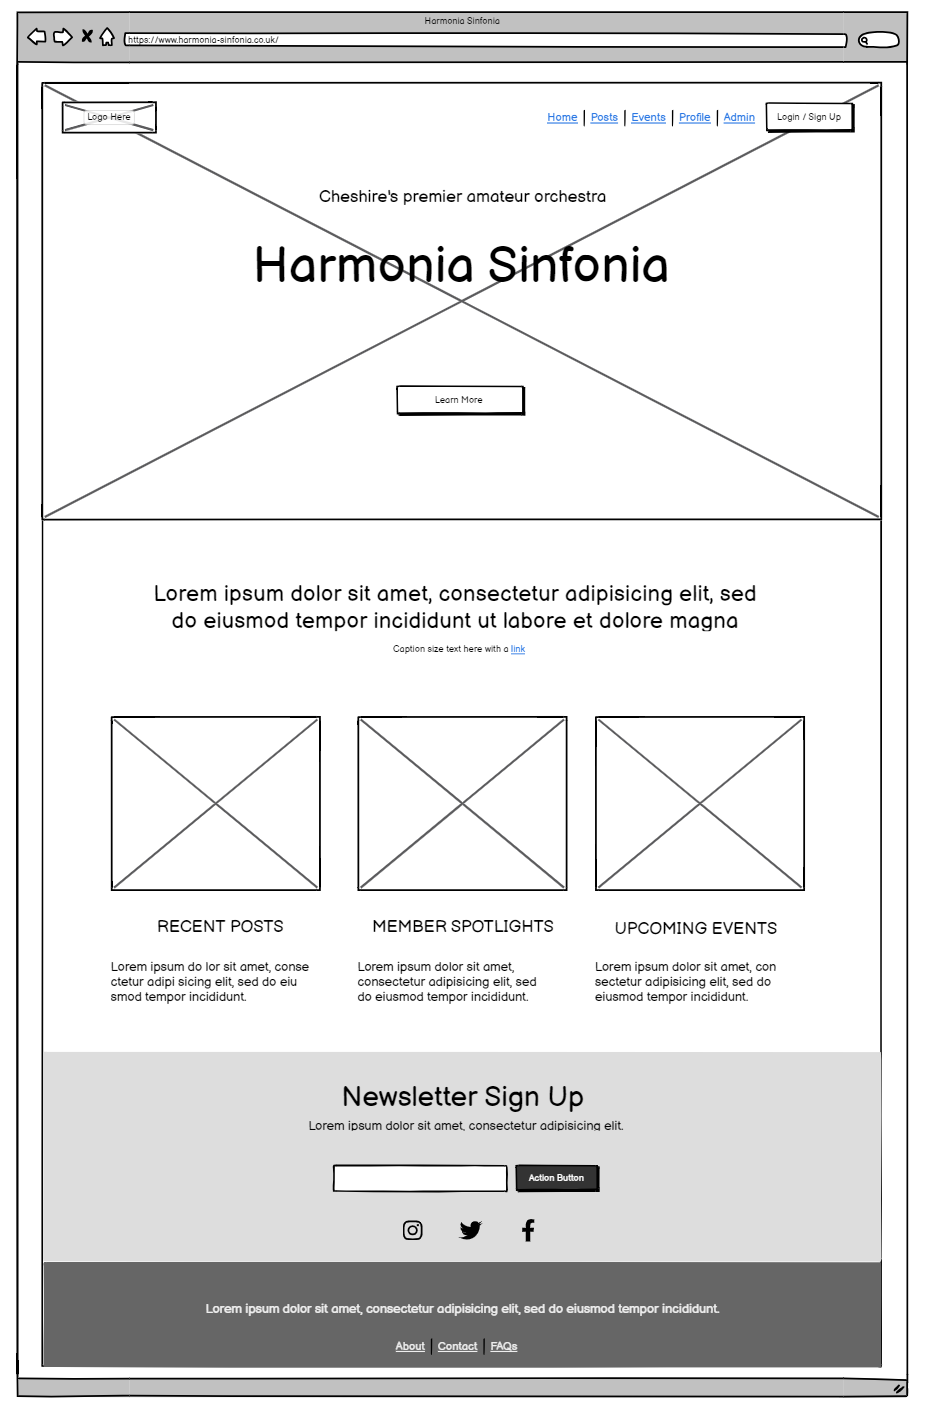 Harmonia Sinfonia
https://www.harmonia-sinfonia.co.uk/
Logo Here
Home | Posts | Events | Profile | Admin
Login / Sign Up
Cheshire's premier amateur orchestra
Harmonia Sinfonia
Learn More
Lorem ipsum dolor sit amet, consectetur adipisicing elit, sed
do eiusmod tempor incididunt ut labore et dolore magna
Caption size text here with a link
RECENT POSTS
Lorem ipsum do lor sit amet, conse
ctetur adipi sicing elit, sed do eiu
smod tempor incididunt.
MEMBER SPOTLIGHTS
Lorem ipsum dolor sit amet,
consectetur adipisicing elit, sed
do eiusmod tempor incididunt.
UPCOMING EVENTS
Lorem ipsum dolor sit amet, con
sectetur adipisicing elit, sed do
eiusmod tempor incididunt.
Newsletter Sign Up
Lorem ipsum dolor sit amet, consectetur adipisicing elit.
Action Button
Lorem ipsum dolor sit amet, consectetur adipisicing elit, sed do eiusmod tempor incididunt.
About | Contact | FAQs